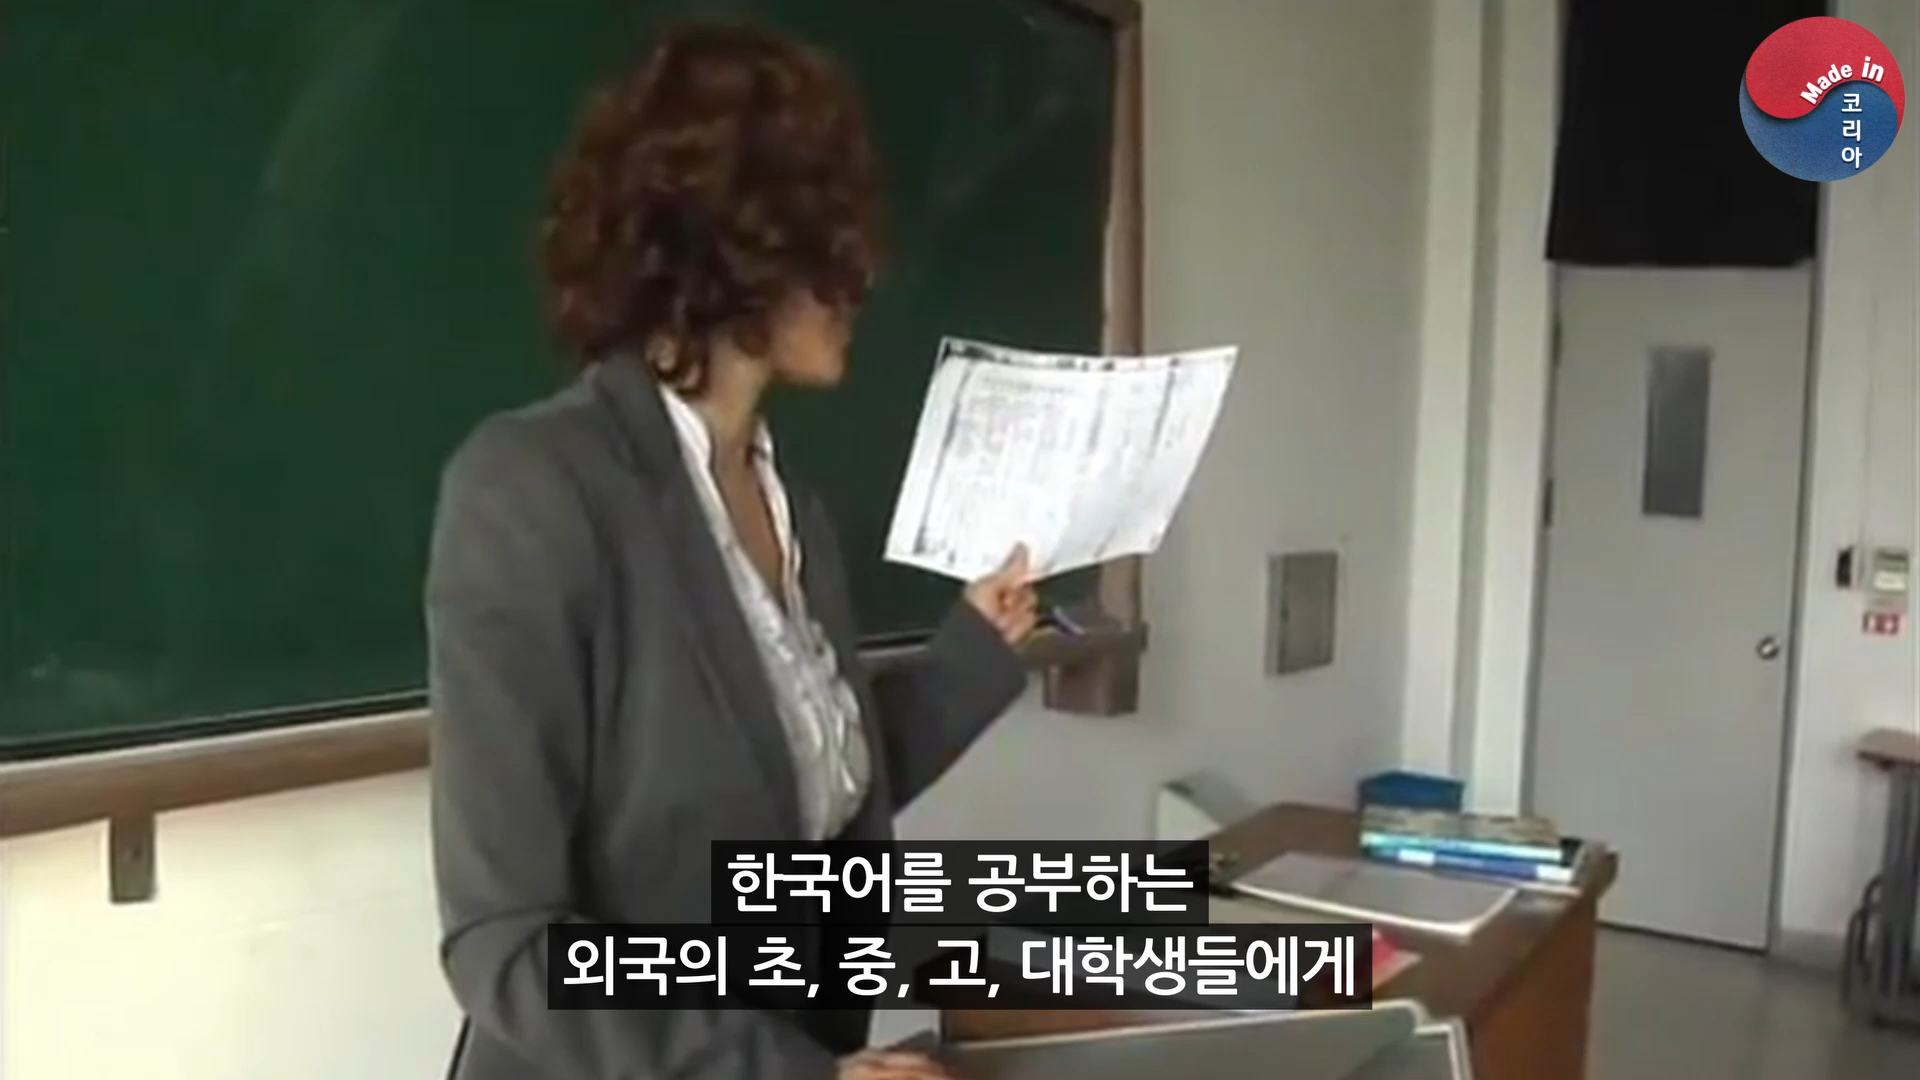 Made in
코리아
한국어를 공부하는
외국의 초, 중, 고, 대학생들에게